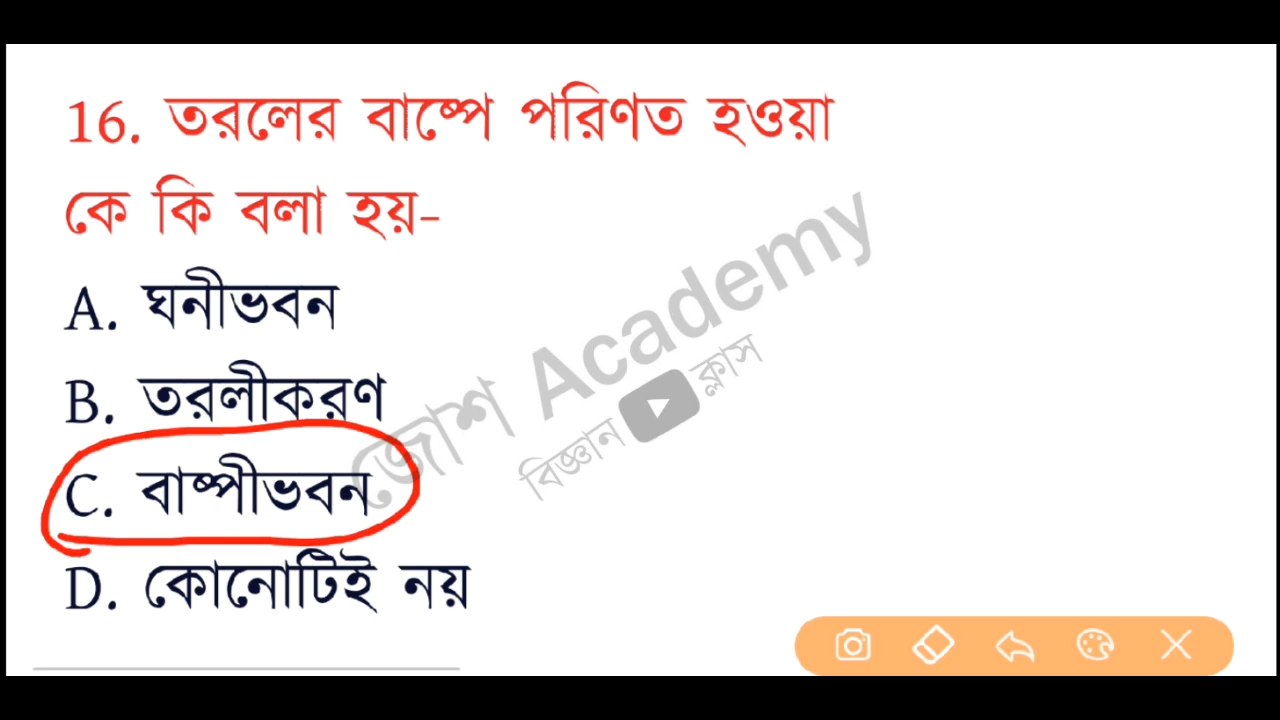 16. তরলের বাষ্পে পরিণত হওয়া
কে কি বলা হয়-
A. ঘনীভবন
B. তরলীকরণ
C. বাষ্পীভবন
D. কোনোটিই নয়
জোশ Academy
বিজ্ঞান ক্লাস